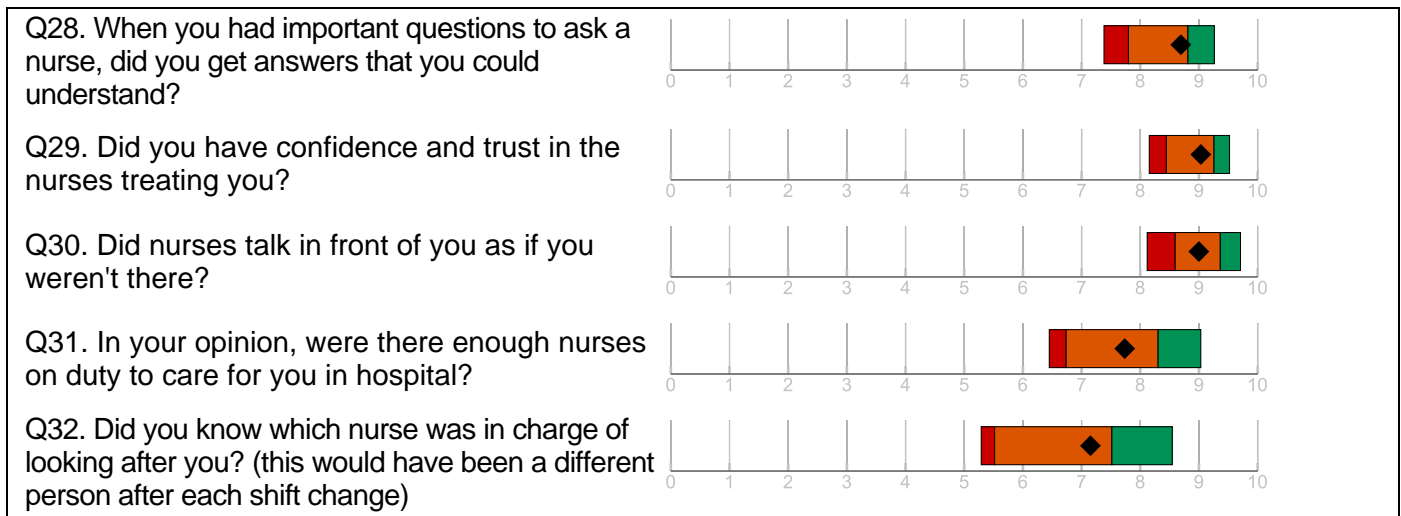 Q28. When you had important questions to ask a
nurse, did you get answers that you could
understand?
0 1 2 3 4 5 6 7 8 9 10
Q29. Did you have confidence and trust in the
nurses treating you?
0 1 2 3 4 5 6 7 8 9 10
Q30. Did nurses talk in front of you as if you
weren't there?
0 1 2 3 4 5 6 7 8 9 10
Q31. In your opinion, were there enough nurses
on duty to care for you in hospital?
0 1 2 3 4 5 6 7 8 9 10
Q32. Did you know which nurse was in charge of
looking after you? (this would have been a different
person after each shift change)
0 1 2 3 4 5 6 7 8 9 10